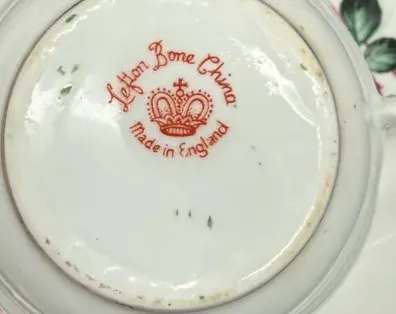 Lefton Bone China
Made in England